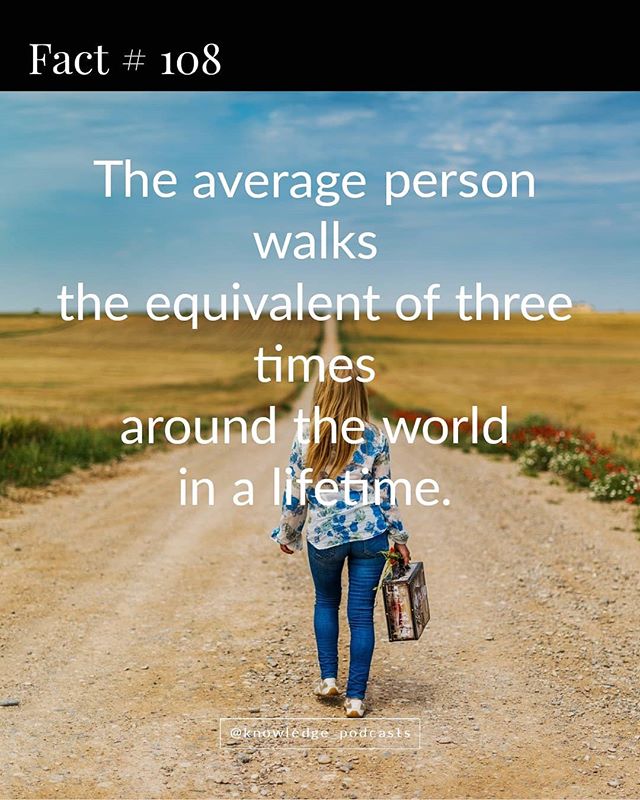 Fact # 108
The average person
walks
the equivalent of three
times
around the world
in a lifetime.
@knowledge_podcasts